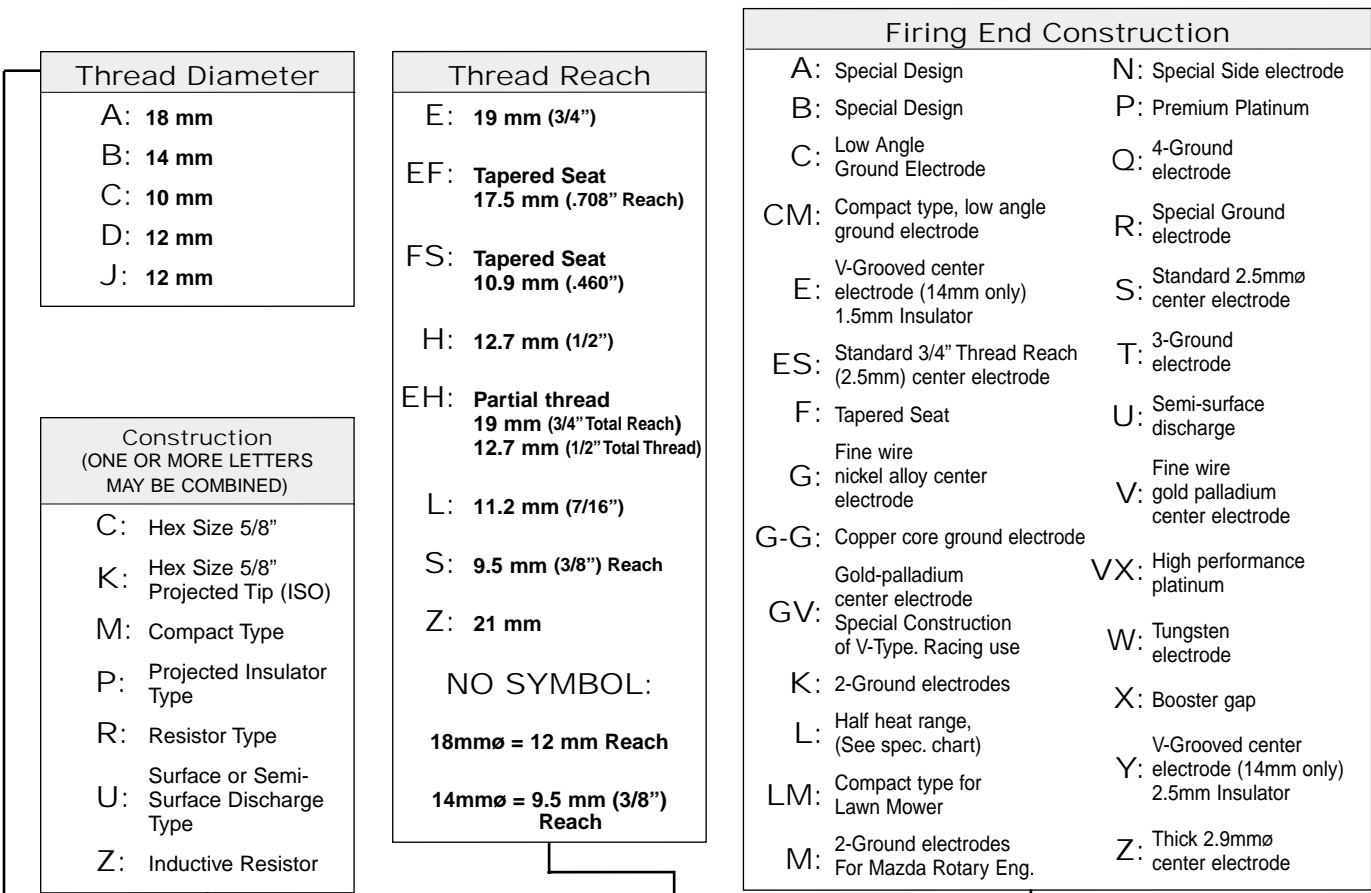 Thread Diameter
A: 18 mm
B: 14 mm
C: 10 mm
D: 12 mm
J: 12 mm
Construction
(ONE OR MORE LETTERS
MAY BE COMBINED)
C: Hex Size 5/8”
K: Hex Size 5/8”
Projected Tip (ISO)
M: Compact Type
P: Projected Insulator
Type
R: Resistor Type
U: Surface or Semi-
Surface Discharge
Type
Z: Inductive Resistor
Thread Reach
E: 19 mm (3/4”)
EF: Tapered Seat
17.5 mm (.708” Reach)
FS: Tapered Seat
10.9 mm (.460”)
H: 12.7 mm (1/2”)
EH: Partial thread
19 mm (3/4” Total Reach)
12.7 mm (1/2” Total Thread)
L: 11.2 mm (7/16”)
S: 9.5 mm (3/8”) Reach
Z: 21 mm
NO SYMBOL:
18mmø = 12 mm Reach
14mmø = 9.5 mm (3/8”)
Reach
Firing End Construction
A: Special Design
B: Special Design
C: Low Angle
Ground Electrode
CM: Compact type, low angle
ground electrode
E: V-Grooved center
electrode (14mm only)
1.5mm Insulator
ES: Standard 3/4” Thread Reach
(2.5mm) center electrode
F: Tapered Seat
G: Fine wire
nickel alloy center
electrode
G-G: Copper core ground electrode
GV: Gold-palladium
center electrode
Special Construction
of V-Type. Racing use
K: 2-Ground electrodes
L: Half heat range,
(See spec. chart)
LM: Compact type for
Lawn Mower
M: 2-Ground electrodes
For Mazda Rotary Eng.
N: Special Side electrode
P: Premium Platinum
Q: 4-Ground
electrode
R: Special Ground
electrode
S: Standard 2.5mmø
center electrode
T: 3-Ground
electrode
U: Semi-surface
discharge
V: Fine wire
gold palladium
center electrode
VX: High performance
platinum
W: Tungsten
electrode
X: Booster gap
Y: V-Grooved center
electrode (14mm only)
2.5mm Insulator
Z: Thick 2.9mmø
center electrode